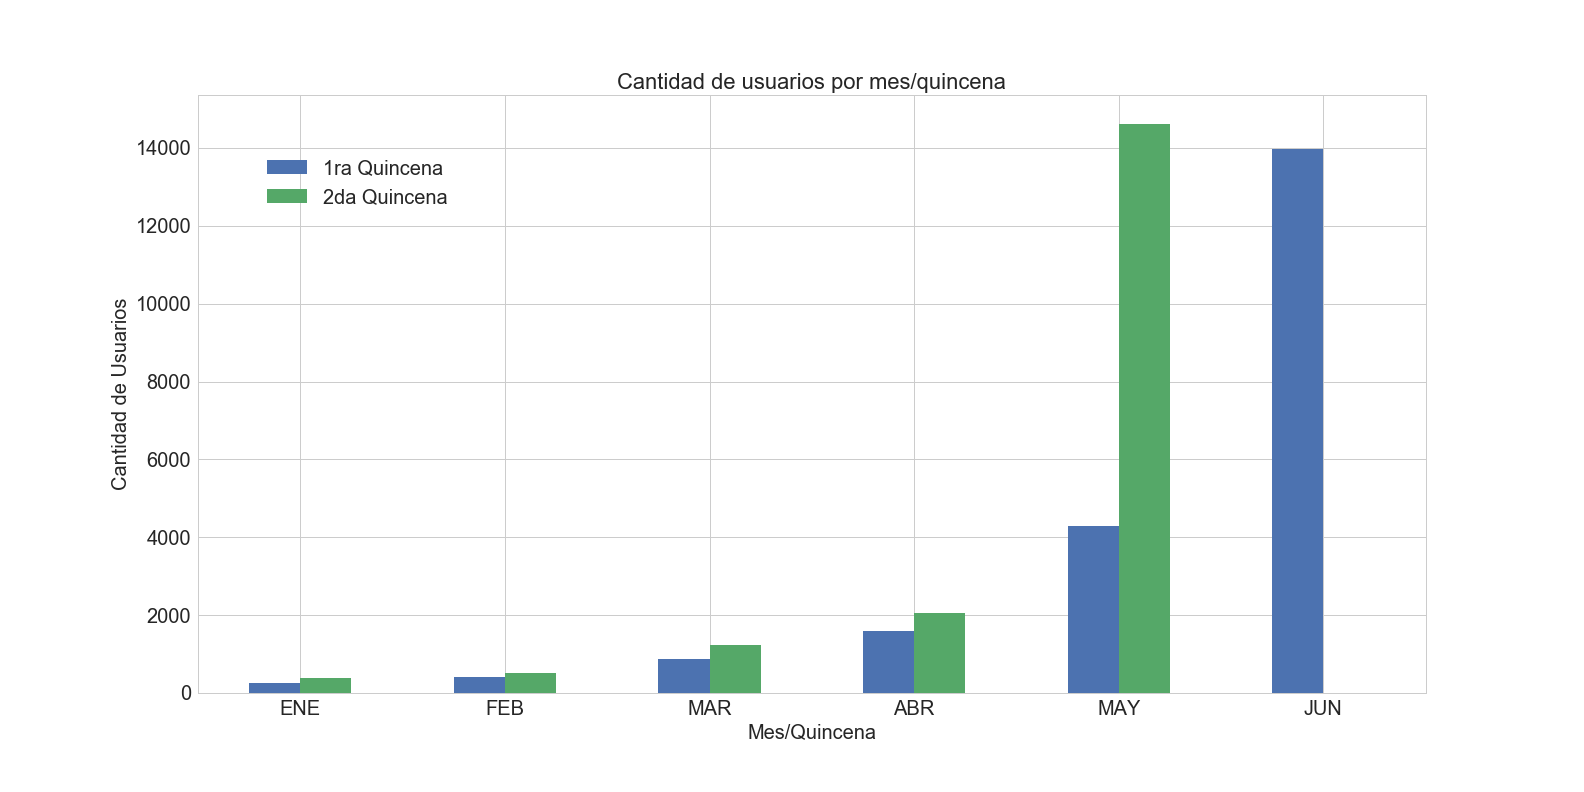 Cantidad de usuarios por mes/quincena
14000
12000
10000
8000
6000
4000
2000
0
Cantidad de Usuarios
1ra Quincena
2da Quincena
ENE FEB MAR ABR MAY JUN
Mes/Quincena